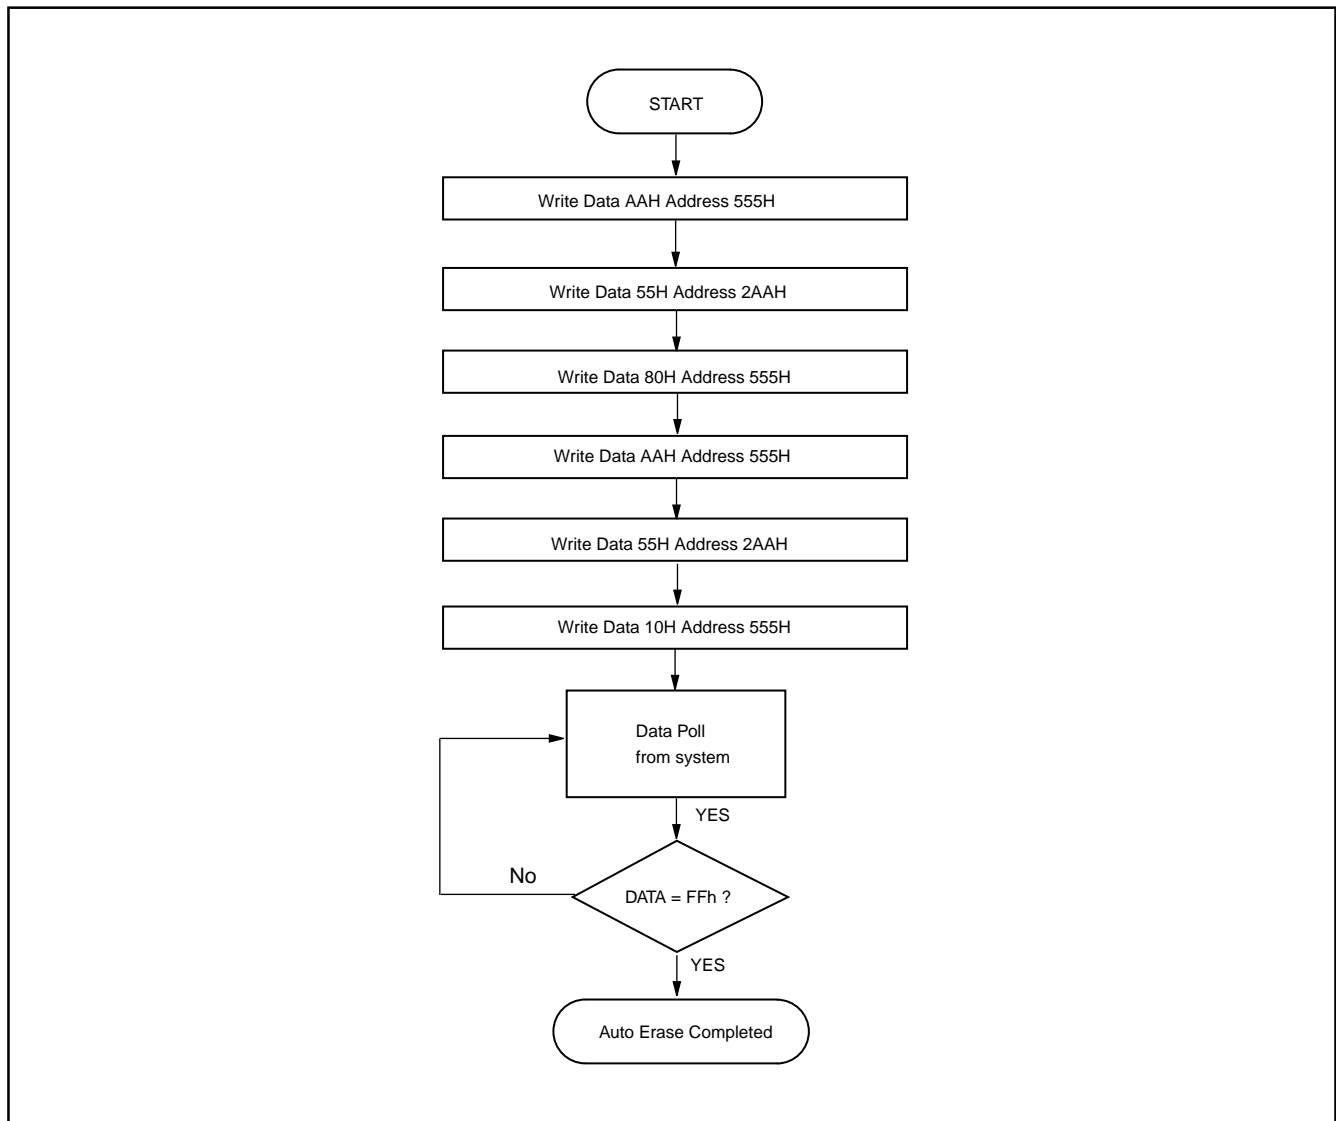 START
Write Data AAH Address 555H
Write Data 55H Address 2AAH
Write Data 80H Address 555H
Write Data AAH Address 555H
Write Data 55H Address 2AAH
Write Data 10H Address 555H
Data Poll
from system
YES
No
DATA = FFh ?
YES
Auto Erase Completed